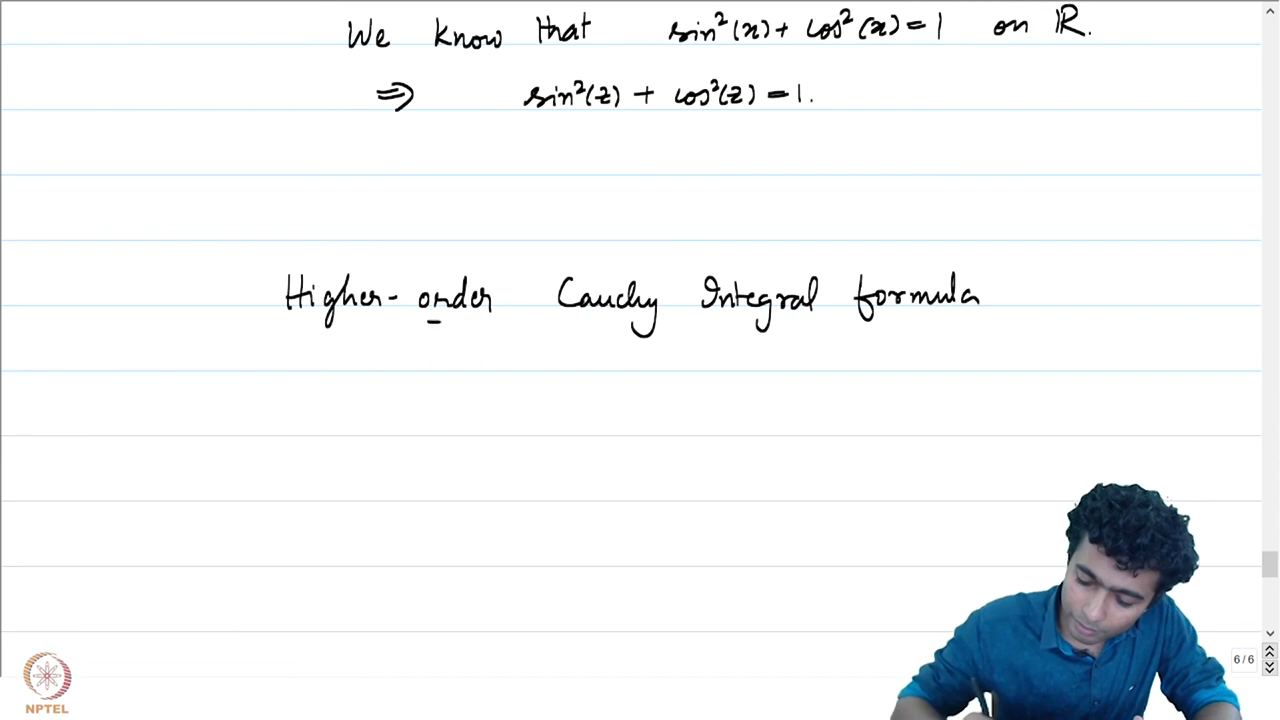 We know that sin²(x) + cos²(x) = 1 on ℝ.
⇒ sin²(z) + cos²(z) = 1.
Higher-order Cauchy Integral formula
6 / 6
NPTEL